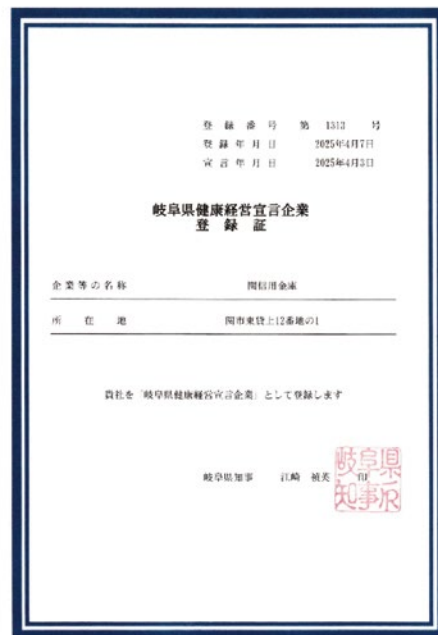 登録番号 第 1313 号
登録年月日 2025年4月7日
宣言年月日 2025年4月3日
岐阜県健康経営宣言企業
登録証
企業等の名称 関信用金庫
所在地 関市東貸上12番地の1
貴社を「岐阜県健康経営宣言企業」として登録します
岐阜県知事 江崎 禎英 印
岐阜県知事之印